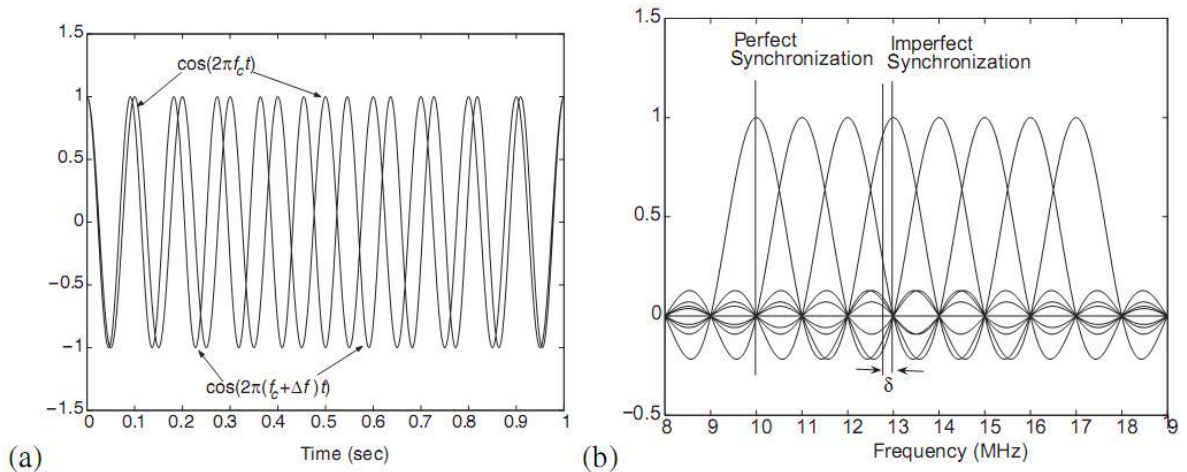 1.5
1
0.5
0
−0.5
−1
−1.5
cos(2πf_c t)
cos(2π(f_c+Δf)t)
0 0.1 0.2 0.3 0.4 0.5 0.6 0.7 0.8 0.9 1
Time (sec)
(a)
1.5
1
0.5
0
−0.5
Perfect
Synchronization
Imperfect
Synchronization
δ
8 9 10 11 12 13 14 15 16 17 18 9
Frequency (MHz)
(b)